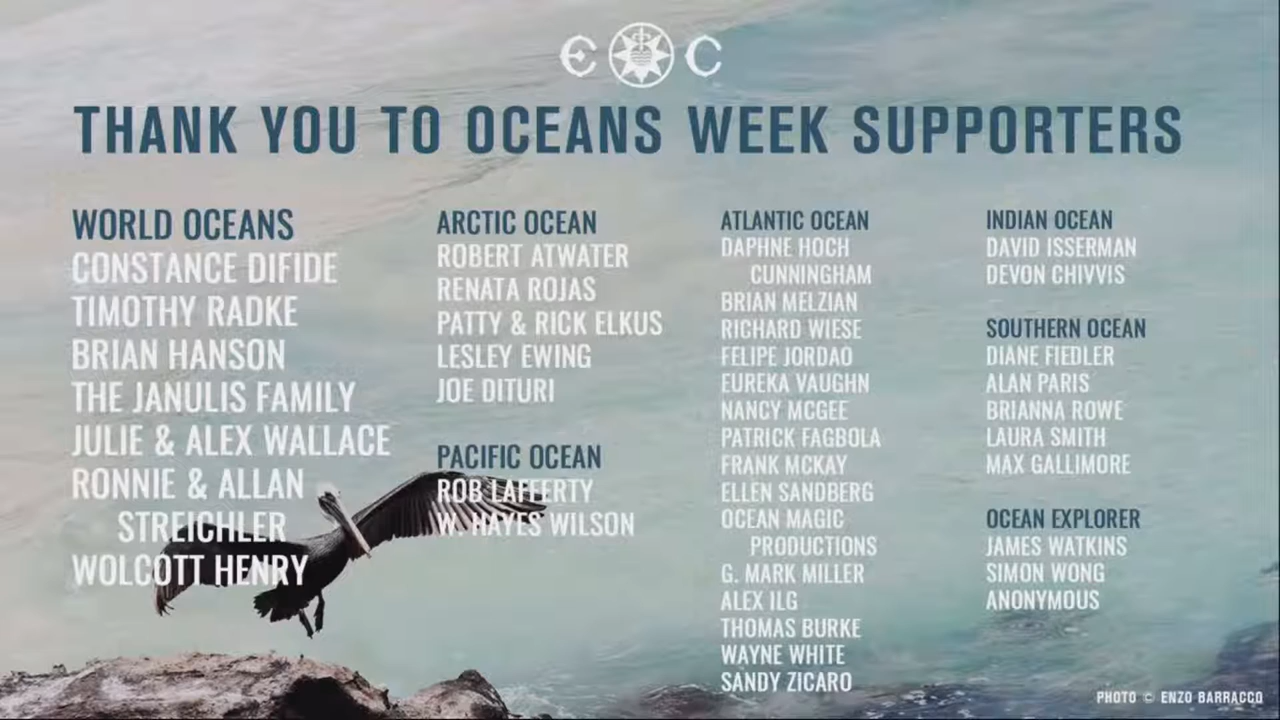 E C
THANK YOU TO OCEANS WEEK SUPPORTERS
WORLD OCEANS
CONSTANCE DIFIDE
TIMOTHY RADKE
BRIAN HANSON
THE JANULIS FAMILY
JULIE & ALEX WALLACE
RONNIE & ALLAN
STREICHLER
WOLCOTT HENRY
ARCTIC OCEAN
ROBERT ATWATER
RENATA ROJAS
PATTY & RICK ELKUS
LESLEY EWING
JOE DITURI
PACIFIC OCEAN
ROB LAFFERTY
W. HAYES WILSON
ATLANTIC OCEAN
DAPHNE HOCH
CUNNINGHAM
BRIAN MELZIAN
RICHARD WIESE
FELIPE JORDAO
EUREKA VAUGHN
NANCY MCGEE
PATRICK FAGBOLA
FRANK MCKAY
ELLEN SANDBERG
OCEAN MAGIC
PRODUCTIONS
G. MARK MILLER
ALEX ILG
THOMAS BURKE
WAYNE WHITE
SANDY ZICARO
INDIAN OCEAN
DAVID ISSERMAN
DEVON CHIVVIS
SOUTHERN OCEAN
DIANE FIEDLER
ALAN PARIS
BRIANNA ROWE
LAURA SMITH
MAX GALLIMORE
OCEAN EXPLORER
JAMES WATKINS
SIMON WONG
ANONYMOUS
PHOTO © ENZO BARRACCO